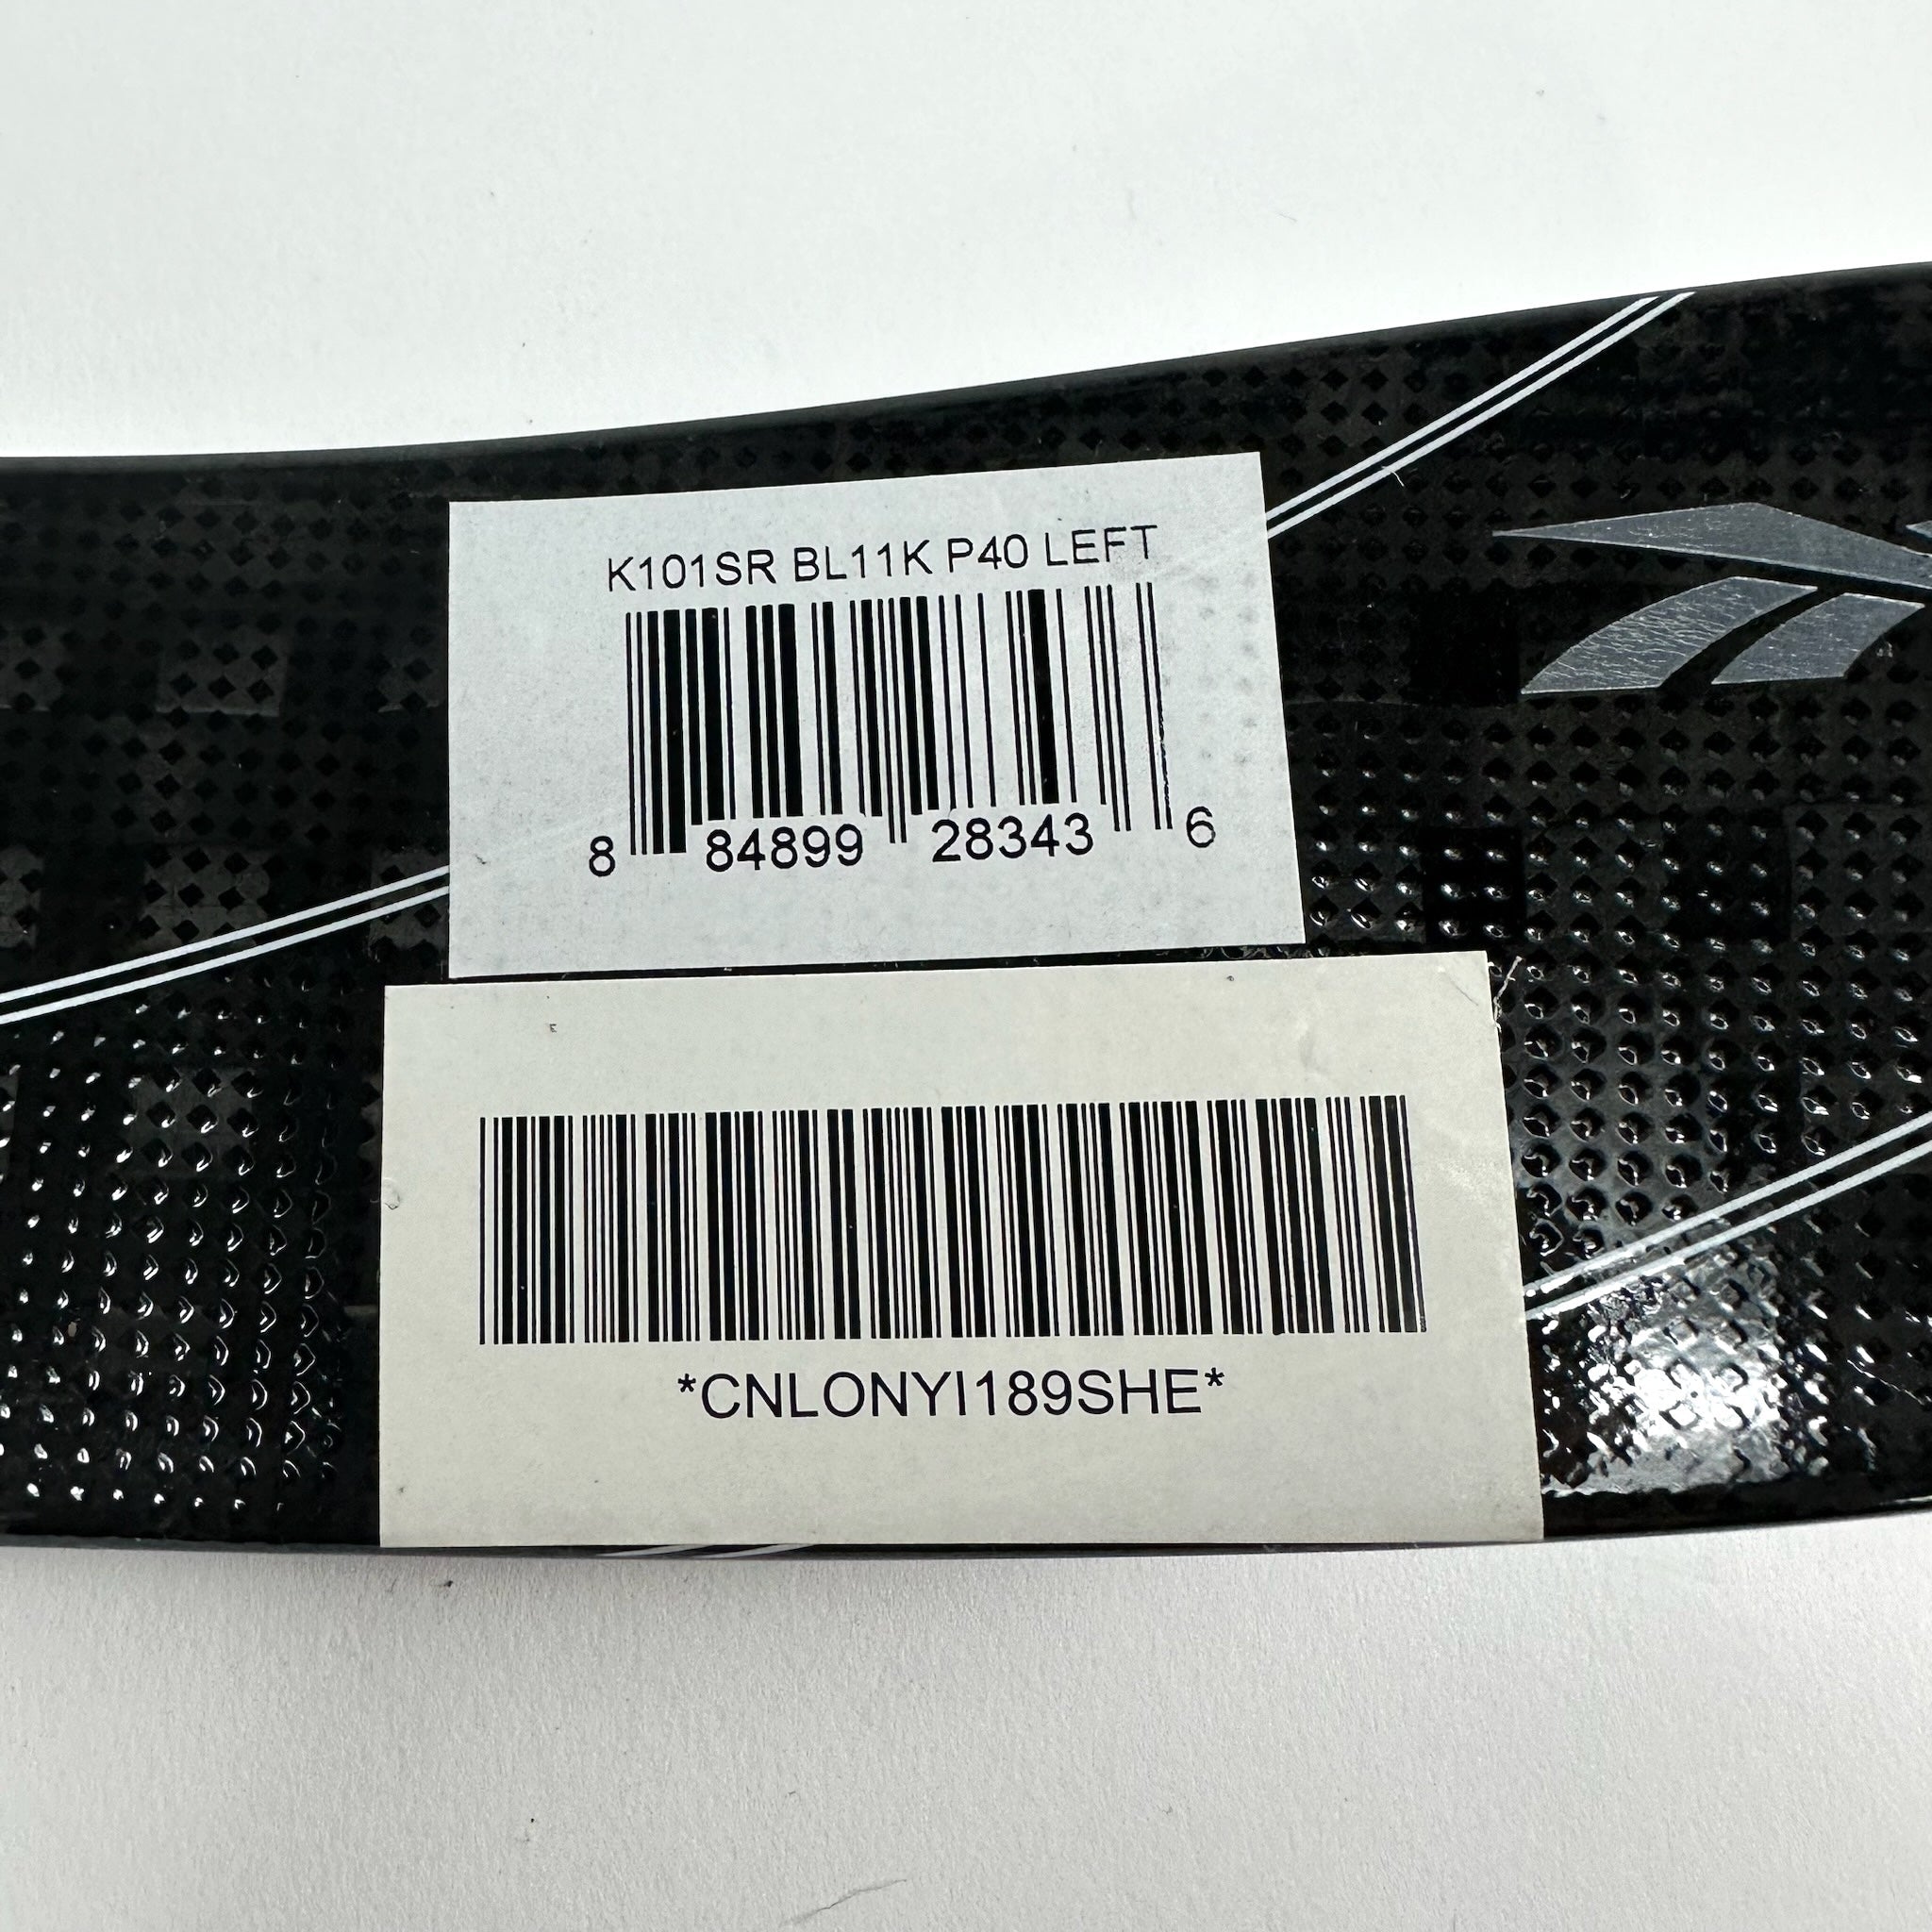 K101SR BL11K P40 LEFT
8 84899 28343 6
*CNLONYI189SHE*